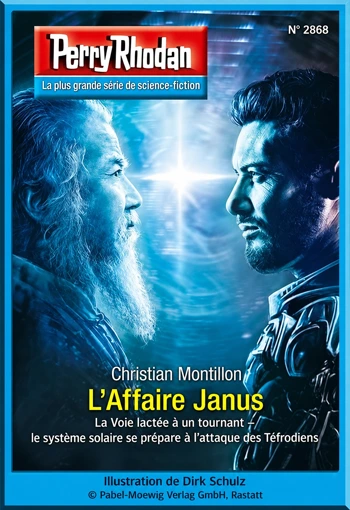 Perry Rhodan
N° 2868
La plus grande série de science-fiction
Christian Montillon
L'Affaire Janus
La Voie lactée à un tournant –
le système solaire se prépare à l'attaque des Téfrodiens
Illustration de Dirk Schulz
© Pabel-Moewig Verlag GmbH, Rastatt